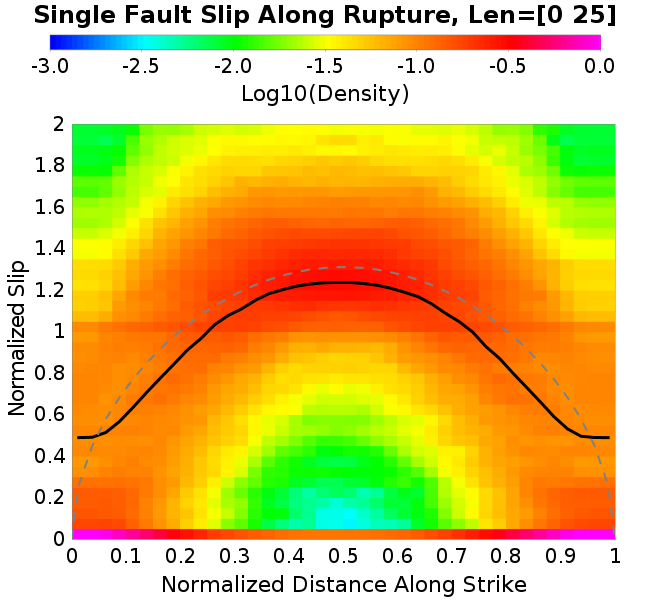 Single Fault Slip Along Rupture, Len=[0 25]
-3.0 -2.5 -2.0 -1.5 -1.0 -0.5 0.0
Log10(Density)
2
1.8
1.6
1.4
1.2
1
0.8
0.6
0.4
0.2
0
Normalized Slip
0 0.1 0.2 0.3 0.4 0.5 0.6 0.7 0.8 0.9 1
Normalized Distance Along Strike